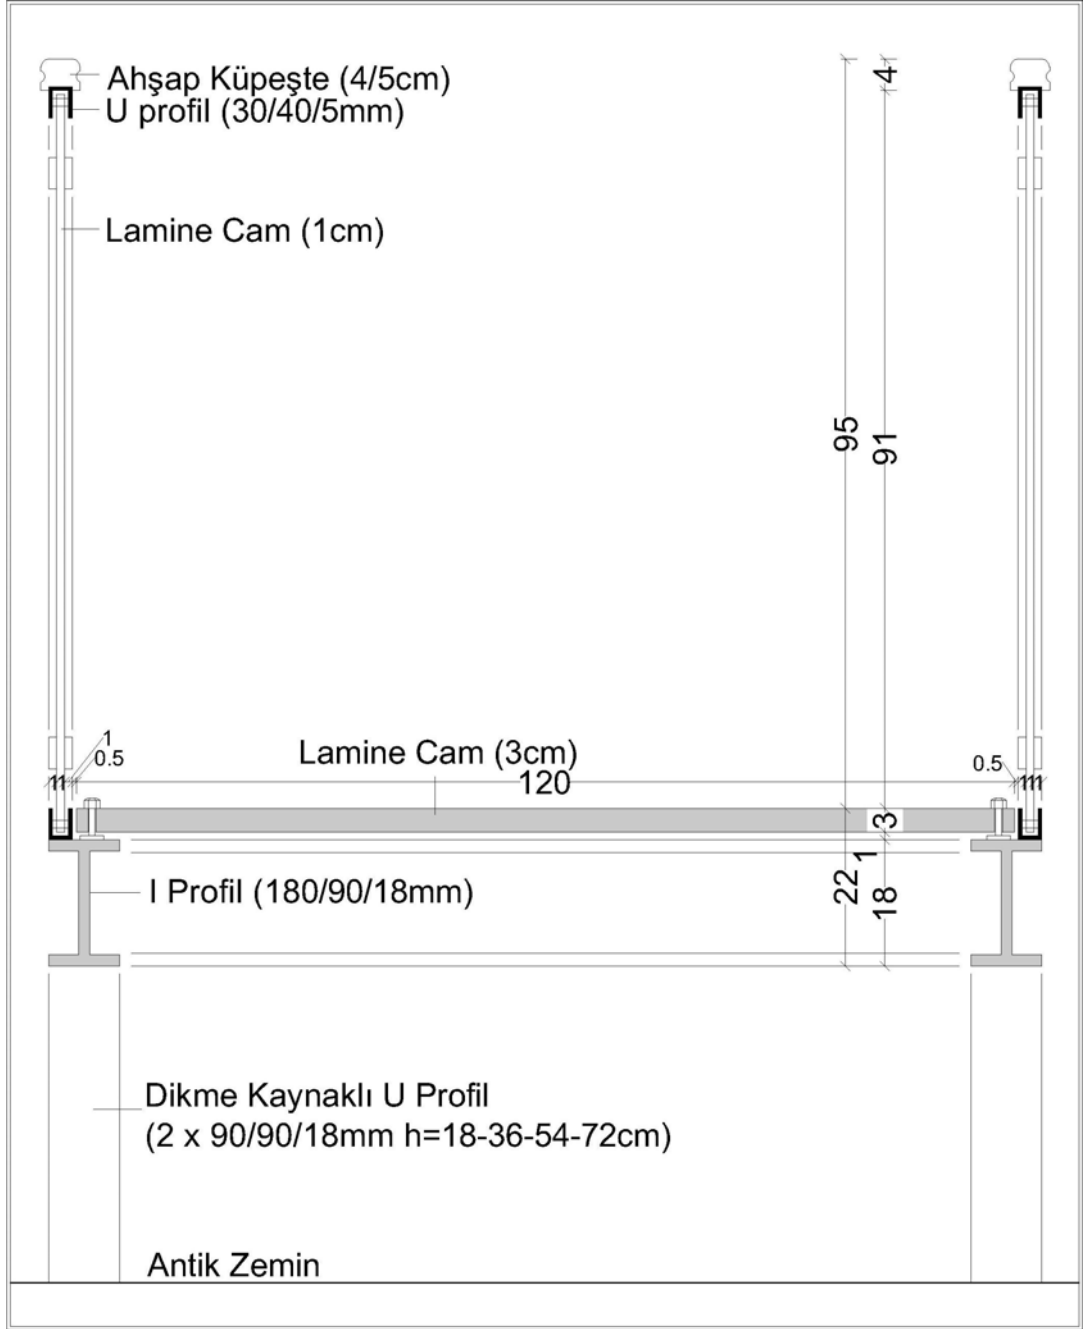 Ahşap Küpeşte (4/5cm)
4
U profil (30/40/5mm)
Lamine Cam (1cm)
95
91
1
0.5
Lamine Cam (3cm)
0.5
11
120
111
3
1
I Profil (180/90/18mm)
22
18
Dikme Kaynaklı U Profil
(2 x 90/90/18mm h=18-36-54-72cm)
Antik Zemin